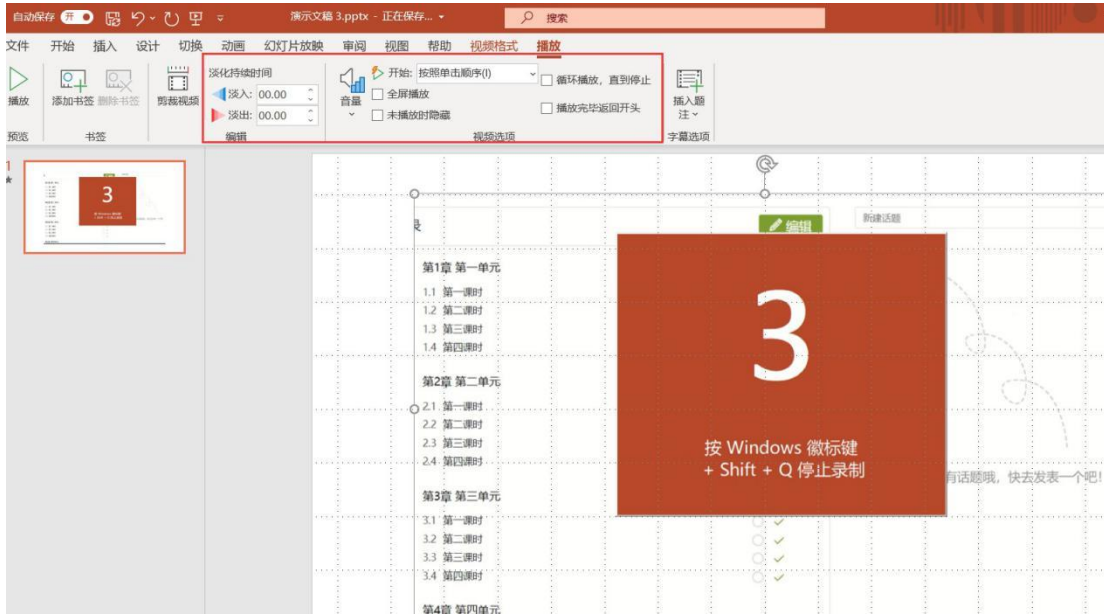 自动保存 开 演示文稿 3.pptx - 正在保存... 搜索
文件 开始 插入 设计 切换 动画 幻灯片放映 审阅 视图 帮助 视频格式 播放
播放
添加书签
删除书签
剪裁视频
淡化持续时间
淡入: 00.00
淡出: 00.00
音量
开始: 按照单击顺序(I)
全屏播放
未播放时隐藏
循环播放，直到停止
播放完毕返回开头
插入题
注
预览 书签 编辑 视频选项 字幕选项
1
3
录
编辑
新建话题
第1章 第一单元
1.1 第一课时
1.2 第二课时
1.3 第三课时
1.4 第四课时
第2章 第二单元
2.1 第一课时
2.2 第二课时
2.3 第三课时
2.4 第四课时
第3章 第三单元
3.1 第一课时
3.2 第二课时
3.3 第三课时
3.4 第四课时
第4章 第四单元
3
按 Windows 徽标键
+ Shift + Q 停止录制
有话题哦，快去发表一个吧!